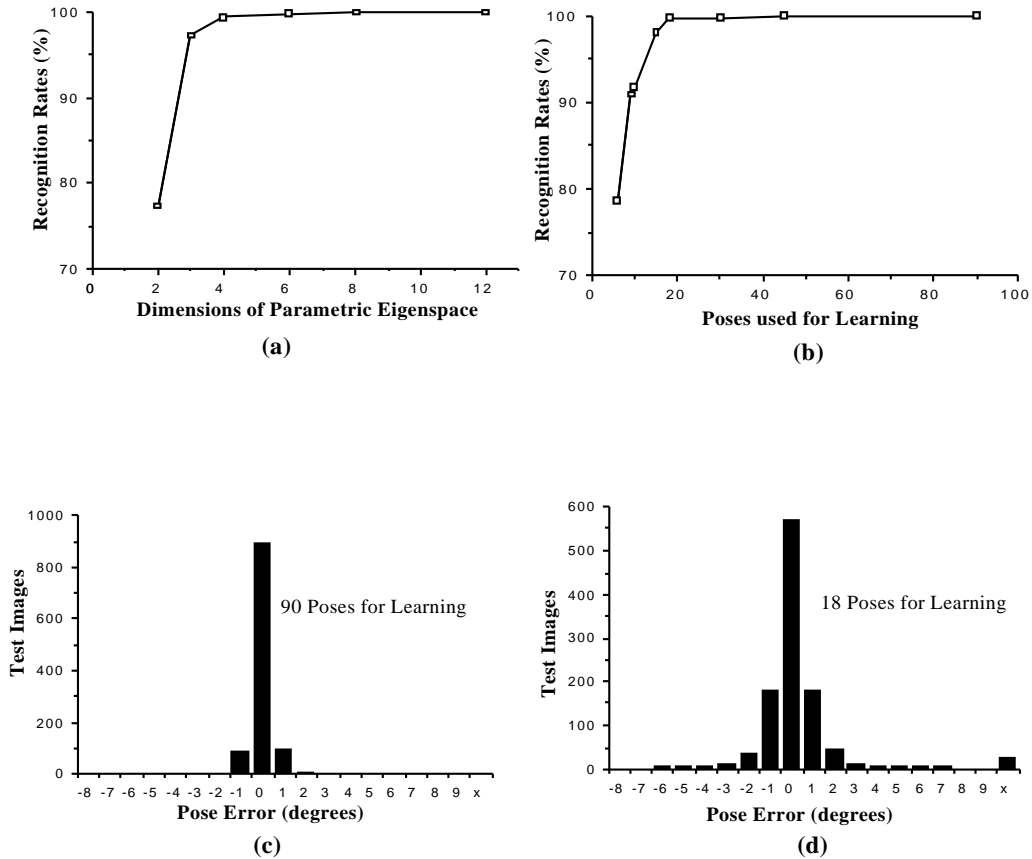 100
90
80
70
Recognition Rates (%)
0 2 4 6 8 10 12
Dimensions of Parametric Eigenspace
(a)
100
90
80
70
Recognition Rates (%)
0 20 40 60 80 100
Poses used for Learning
(b)
1000
800
600
400
200
0
Test Images
90 Poses for Learning
-8 -7 -6 -5 -4 -3 -2 -1 0 1 2 3 4 5 6 7 8 9 x
Pose Error (degrees)
(c)
600
500
400
300
200
100
0
Test Images
18 Poses for Learning
-8 -7 -6 -5 -4 -3 -2 -1 0 1 2 3 4 5 6 7 8 9 x
Pose Error (degrees)
(d)